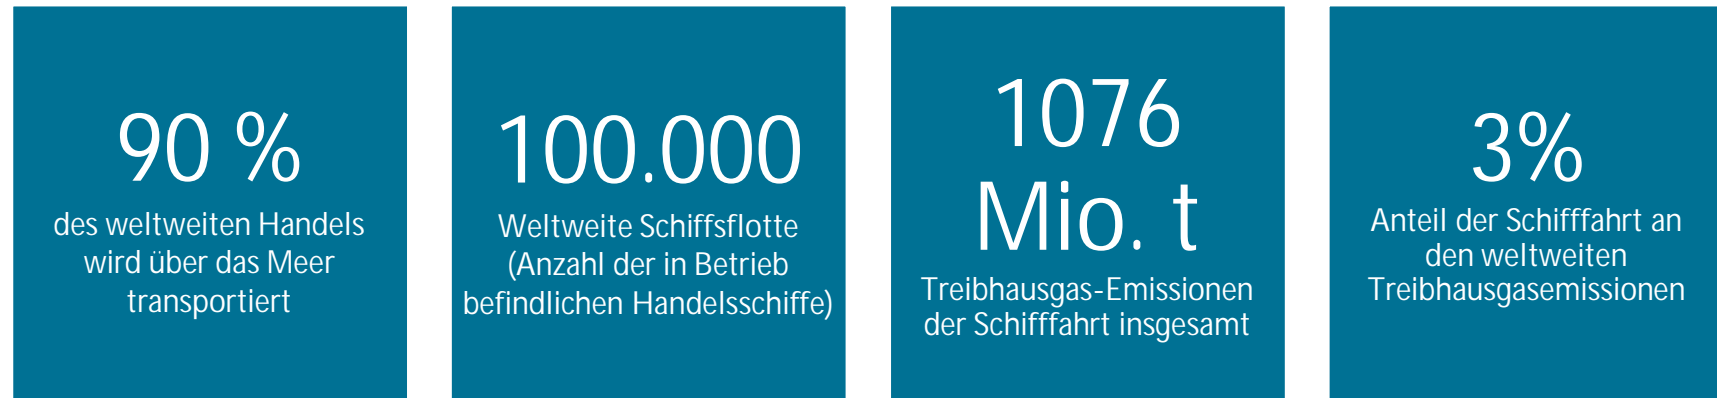 90 %
des weltweiten Handels
wird über das Meer
transportiert
100.000
Weltweite Schiffsflotte
(Anzahl der in Betrieb
befindlichen Handelsschiffe)
1076
Mio. t
Treibhausgas-Emissionen
der Schifffahrt insgesamt
3%
Anteil der Schifffahrt an
den weltweiten
Treibhausgasemissionen